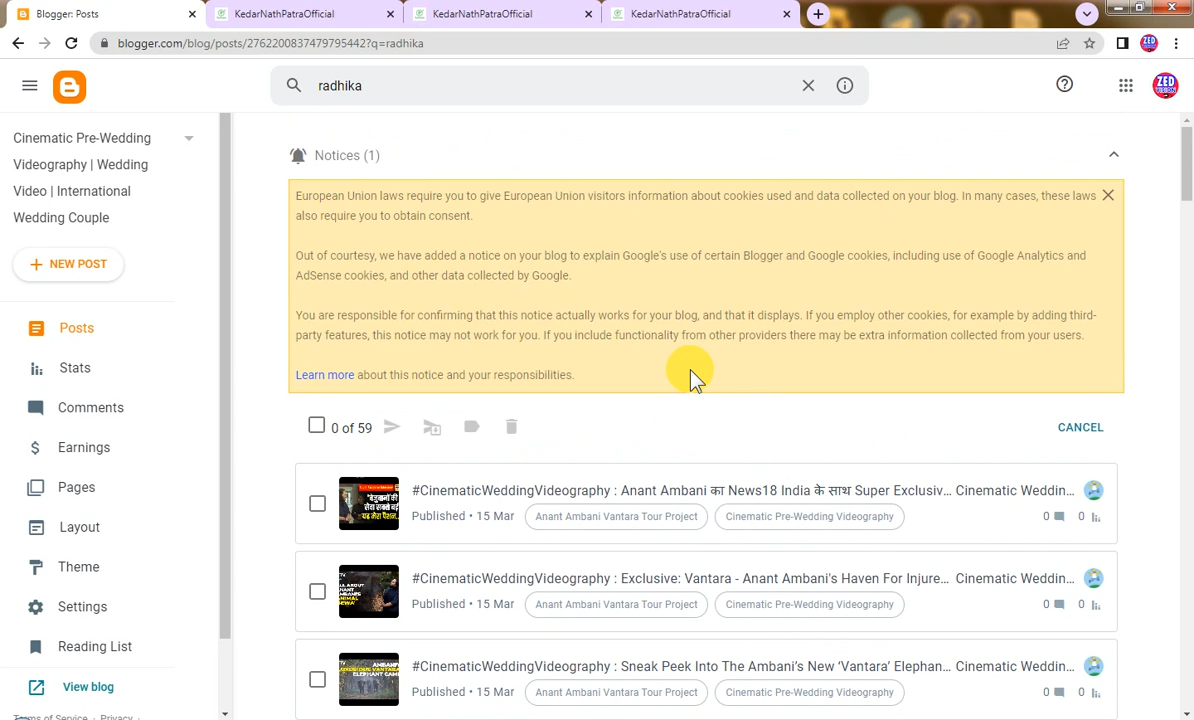 Blogger: Posts
KedarNathPatraOfficial
KedarNathPatraOfficial
KedarNathPatraOfficial
blogger.com/blog/posts/2762200837479795442?q=radhika
radhika
ZED
Cinematic Pre-Wedding
Videography | Wedding
Video | International
Wedding Couple
NEW POST
Posts
Stats
Comments
Earnings
Pages
Layout
Theme
Settings
Reading List
View blog
Terms of Service · Privacy ·
Notices (1)
European Union laws require you to give European Union visitors information about cookies used and data collected on your blog. In many cases, these laws
also require you to obtain consent.
Out of courtesy, we have added a notice on your blog to explain Google's use of certain Blogger and Google cookies, including use of Google Analytics and
AdSense cookies, and other data collected by Google.
You are responsible for confirming that this notice actually works for your blog, and that it displays. If you employ other cookies, for example by adding third-
party features, this notice may not work for you. If you include functionality from other providers there may be extra information collected from your users.
Learn more about this notice and your responsibilities.
0 of 59
CANCEL
#CinematicWeddingVideography : Anant Ambani का News18 India के साथ Super Exclusiv... Cinematic Weddin...
Published • 15 Mar Anant Ambani Vantara Tour Project Cinematic Pre-Wedding Videography 0 0
#CinematicWeddingVideography : Exclusive: Vantara - Anant Ambani's Haven For Injure... Cinematic Weddin...
Published • 15 Mar Anant Ambani Vantara Tour Project Cinematic Pre-Wedding Videography 0 0
#CinematicWeddingVideography : Sneak Peek Into The Ambani's New 'Vantara' Elephan... Cinematic Weddin...
Published • 15 Mar Anant Ambani Vantara Tour Project Cinematic Pre-Wedding Videography 0 0